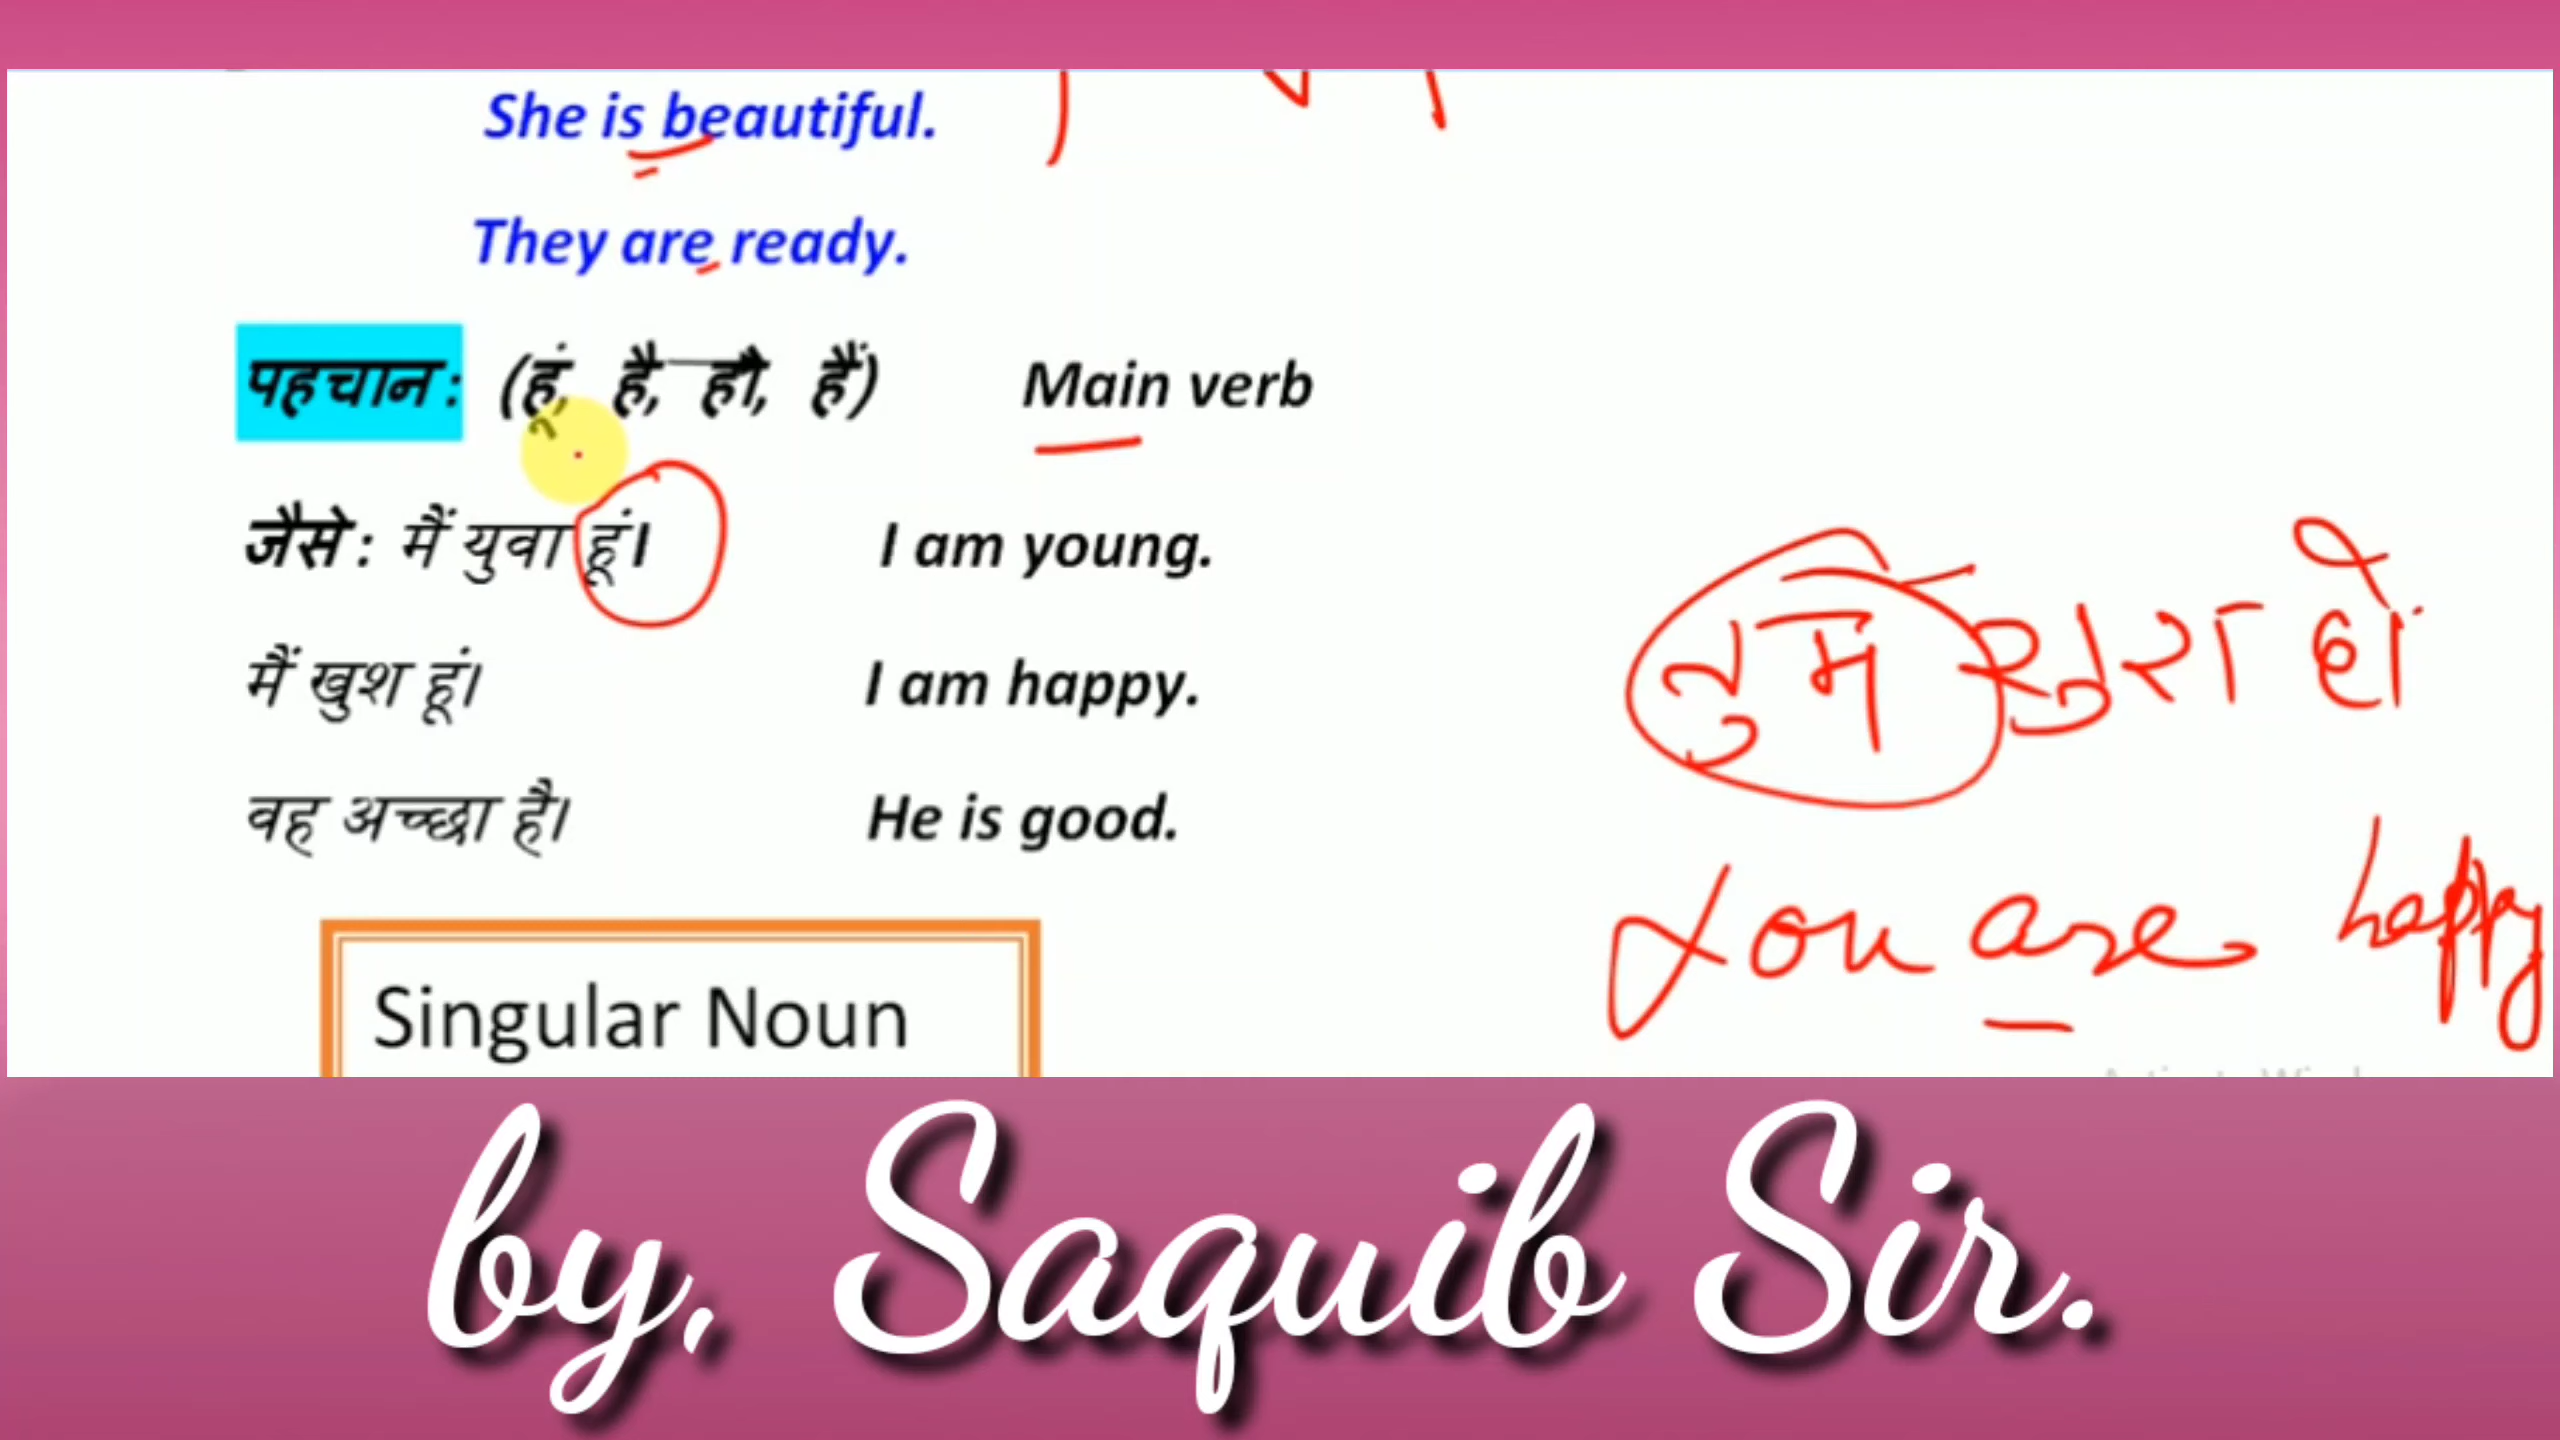 She is beautiful.
They are ready.
पहचान : (हूं, है, हो, हैं) Main verb
जैसे : मैं युवा हूं। I am young.
मैं खुश हूं। I am happy.
वह अच्छा है। He is good.
तुम खुश हो
You are happy
Singular Noun
by, Saquib Sir.